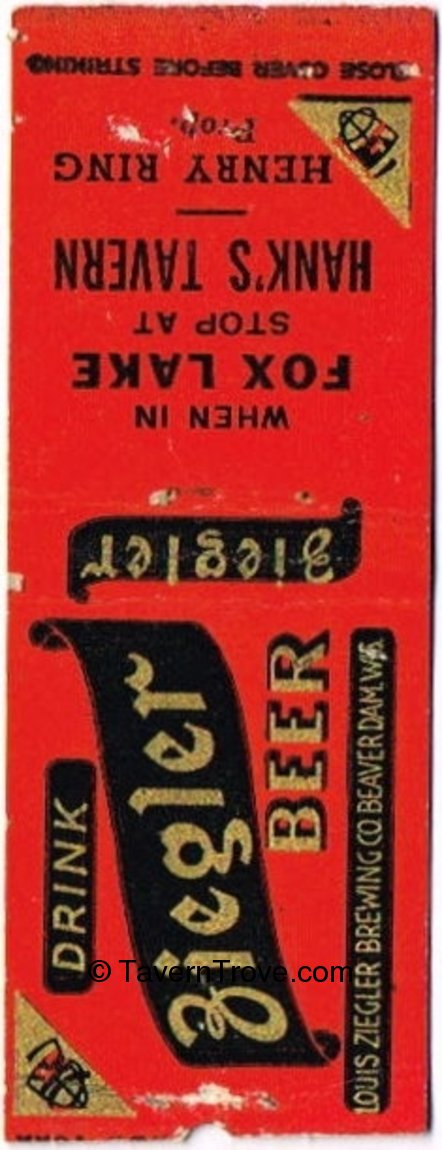 CLOSE COVER BEFORE STRIKING
Prop.
HENRY RING
HANK'S TAVERN
STOP AT
FOX LAKE
WHEN IN
Ziegler
DRINK
Ziegler
BEER
LOUIS ZIEGLER BREWING CO BEAVER DAM, WIS.
© TavernTrove.com